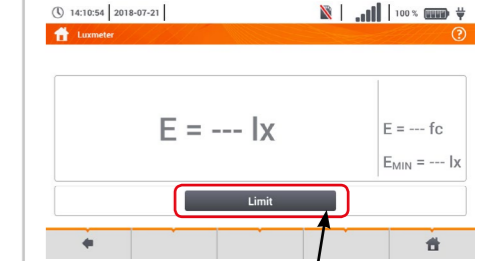 14:10:54 2018-07-21 100 %
Luxmeter ?
E = --- lx
E = --- fc
EMIN = --- lx
Limit